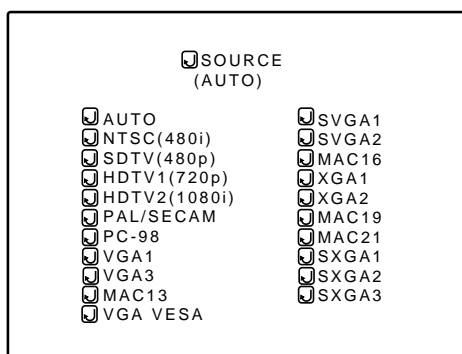 SOURCE
(AUTO)
AUTO
NTSC(480i)
SDTV(480p)
HDTV1(720p)
HDTV2(1080i)
PAL/SECAM
PC-98
VGA1
VGA3
MAC13
VGA VESA
SVGA1
SVGA2
MAC16
XGA1
XGA2
MAC19
MAC21
SXGA1
SXGA2
SXGA3